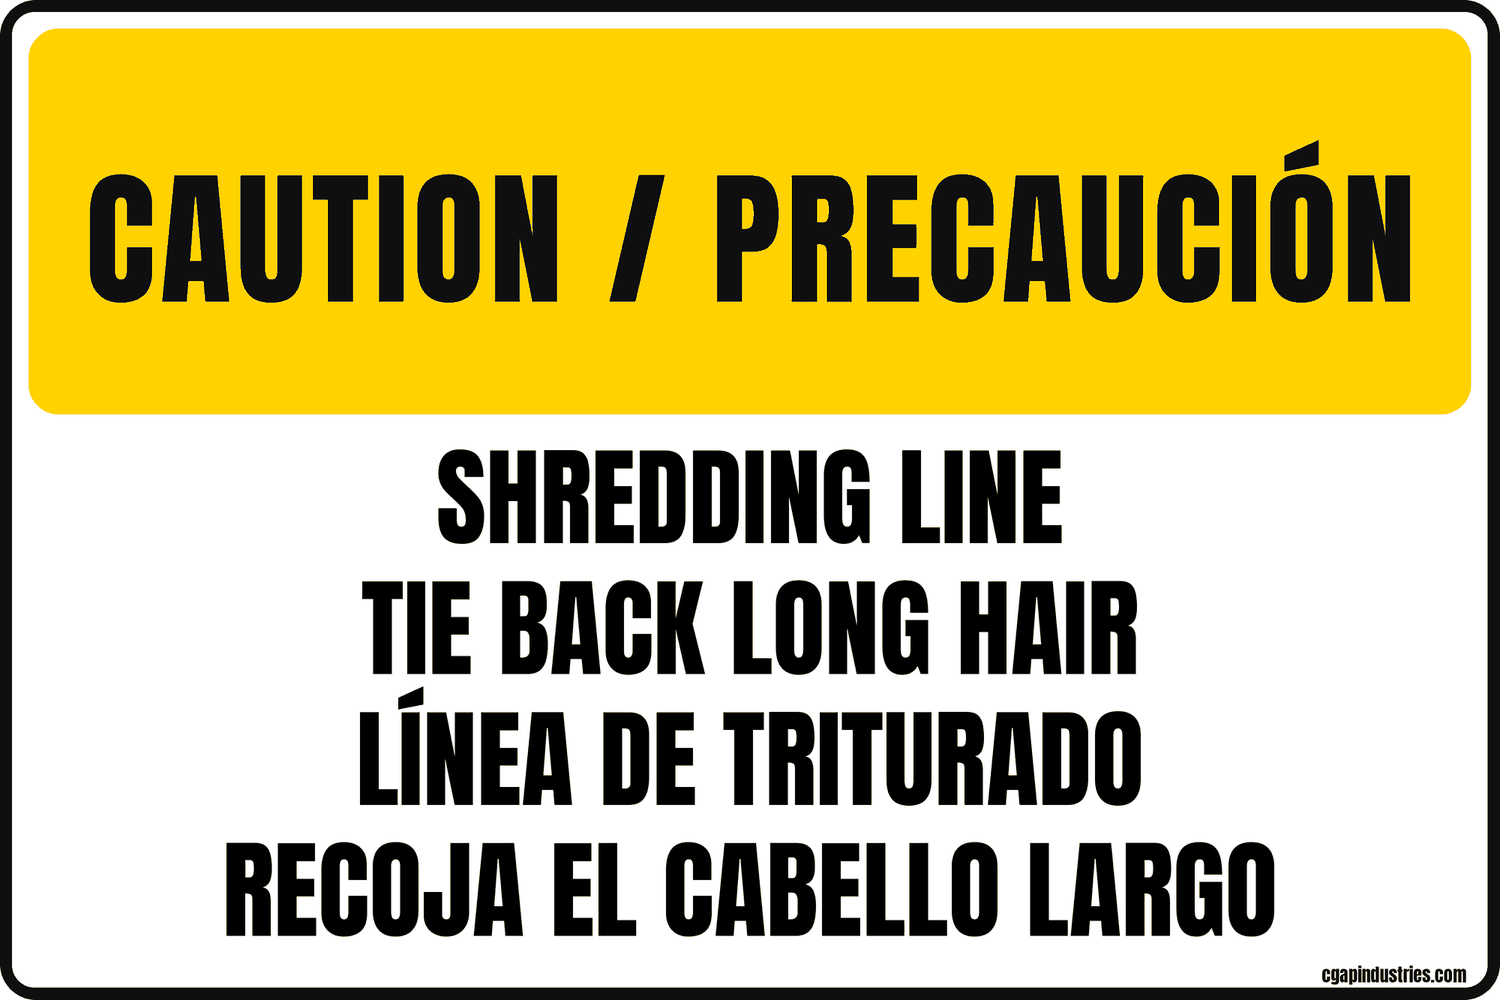 CAUTION / PRECAUCIÓN
SHREDDING LINE
TIE BACK LONG HAIR
LÍNEA DE TRITURADO
RECOJA EL CABELLO LARGO
cgapindustries.com